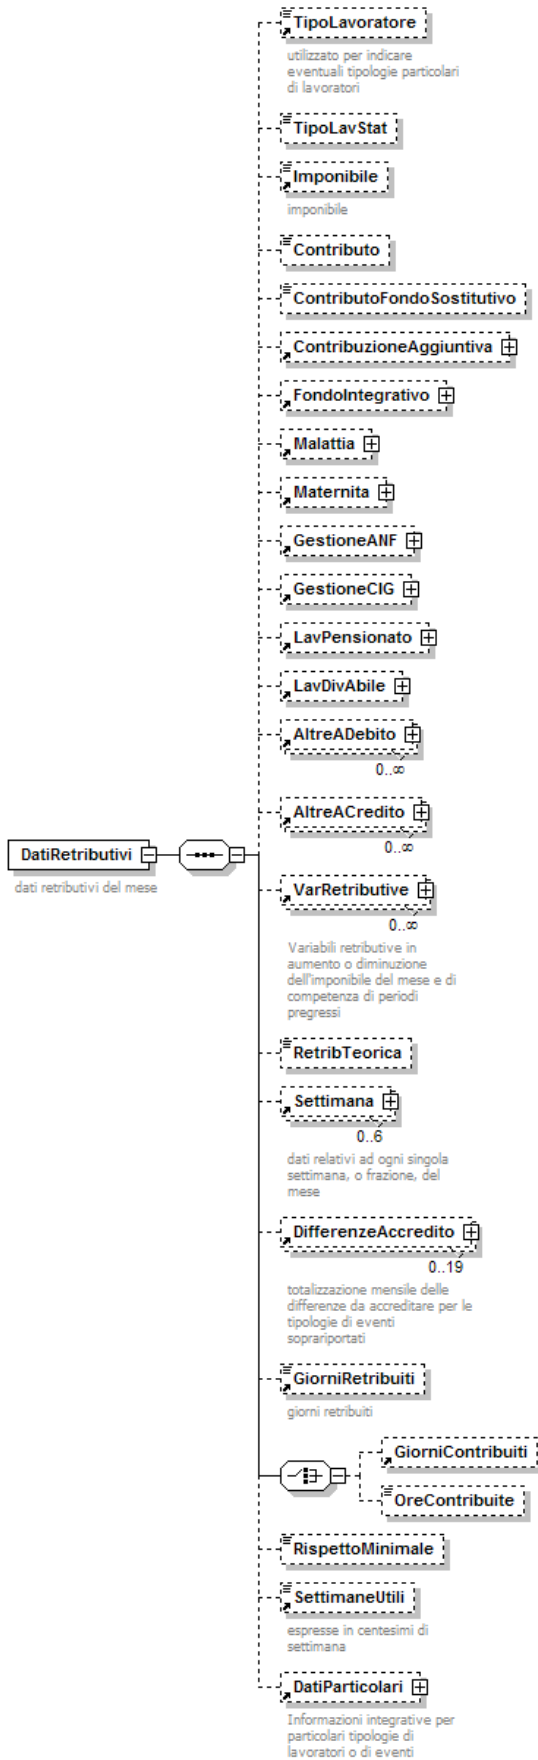 TipoLavoratore
utilizzato per indicare
eventuali tipologie particolari
di lavoratori
TipoLavStat
Imponibile
imponibile
Contributo
ContributoFondoSostitutivo
ContribuzioneAggiuntiva
FondoIntegrativo
Malattia
Maternita
GestioneANF
GestioneCIG
LavPensionato
LavDivAbile
AltreADebito
0..∞
AltreACredito
0..∞
DatiRetributivi
dati retributivi del mese
VarRetributive
0..∞
Variabili retributive in
aumento o diminuzione
dell'imponibile del mese e di
competenza di periodi
pregressi
RetribTeorica
Settimana
0..6
dati relativi ad ogni singola
settimana, o frazione, del
mese
DifferenzeAccredito
0..19
totalizzazione mensile delle
differenze da accreditare per le
tipologie di eventi
soprariportati
GiorniRetribuiti
giorni retribuiti
GiorniContribuiti
OreContribuite
RispettoMinimale
SettimaneUtili
espresse in centesimi di
settimana
DatiParticolari
Informazioni integrative per
particolari tipologie di
lavoratori o di eventi